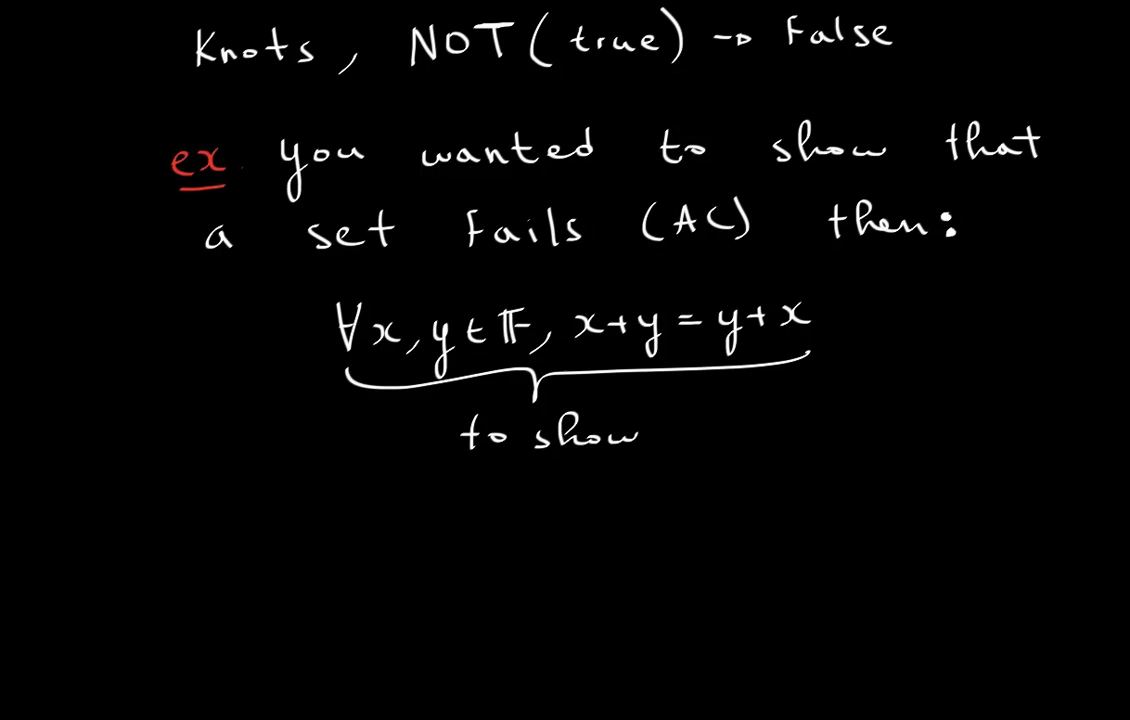 Knots, NOT(true) → False
ex you wanted to show that
a set Fails (AC) then:
∀x, y ∈ 𝔽, x+y = y+x
to show